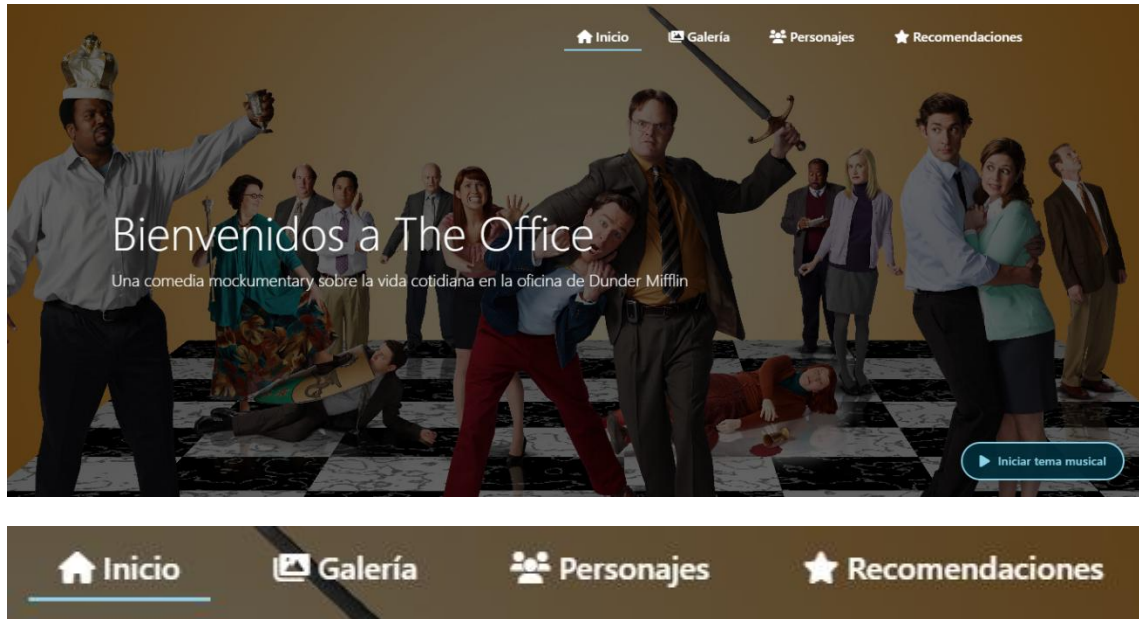 Inicio Galería Personajes Recomendaciones
Bienvenidos a The Office
Una comedia mockumentary sobre la vida cotidiana en la oficina de Dunder Mifflin
Iniciar tema musical
Inicio Galería Personajes Recomendaciones